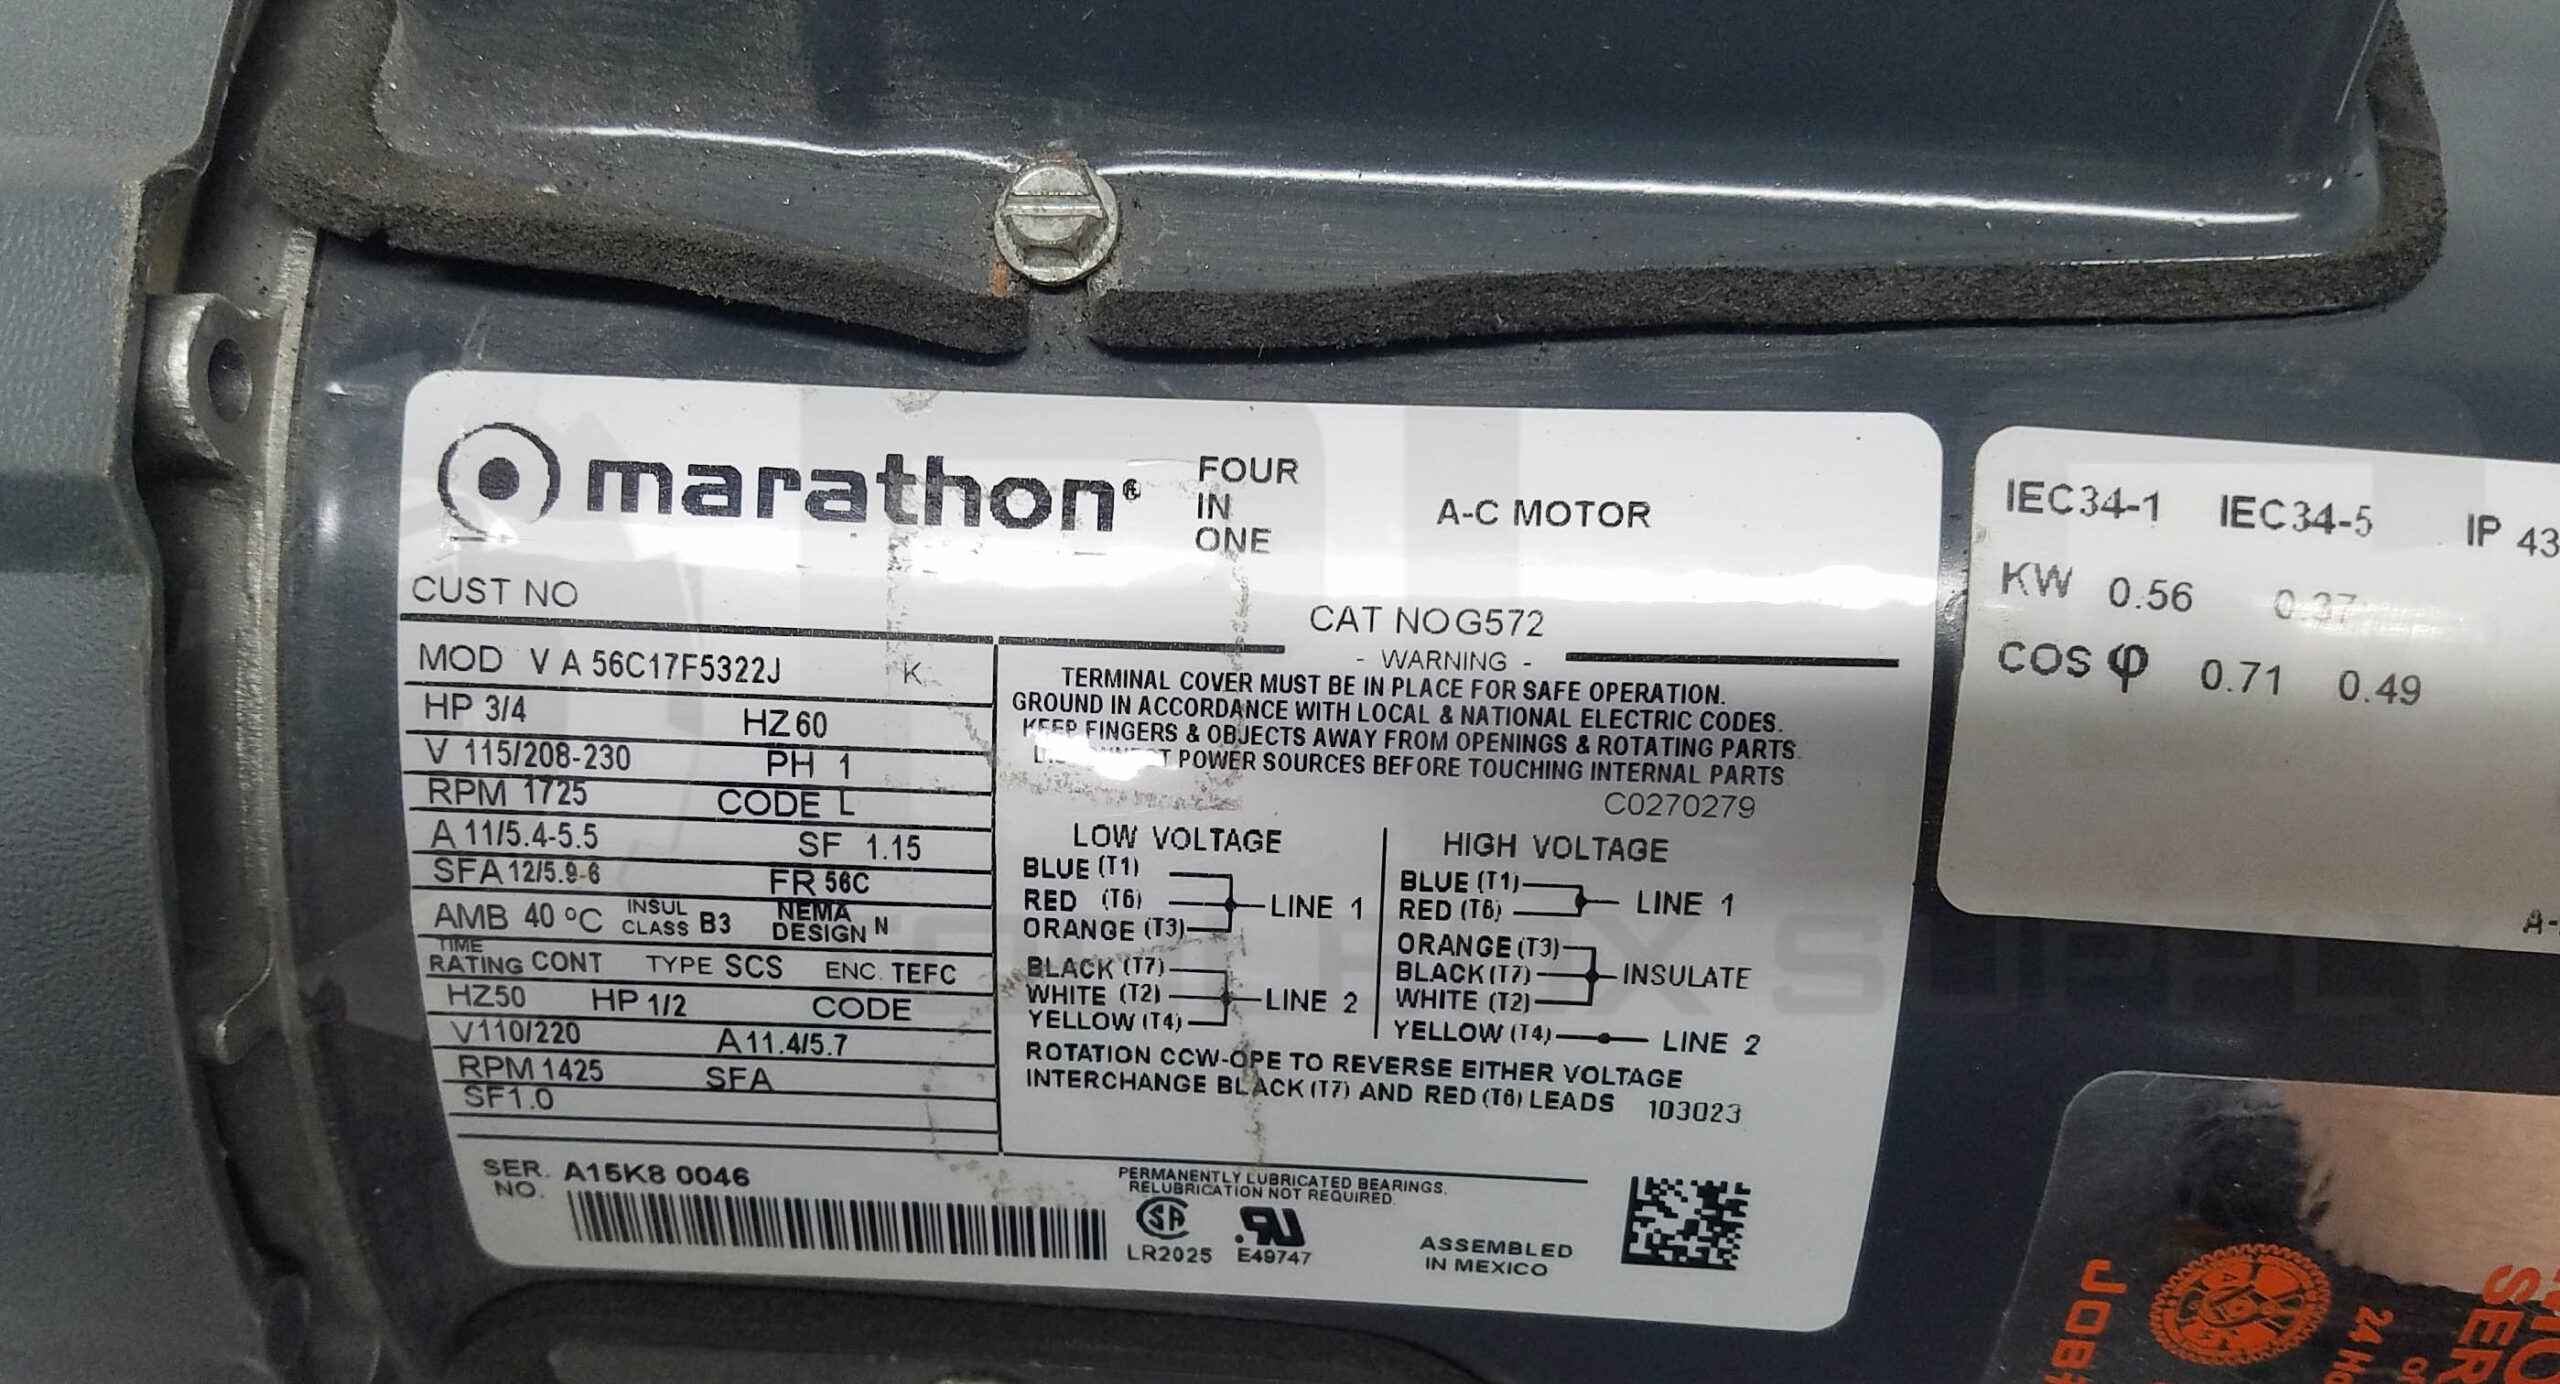 marathon®
FOUR
IN
ONE
A-C MOTOR
CUST NO
CAT NO G572
MOD V A 56C17F5322J K
HP 3/4 HZ 60
V 115/208-230 PH 1
RPM 1725 CODE L
A 11/5.4-5.5 SF 1.15
SFA 12/5.9-6 FR 56C
AMB 40 °C INSUL CLASS B3 NEMA DESIGN N
TIME RATING CONT TYPE SCS ENC. TEFC
HZ50 HP 1/2 CODE
V110/220 A 11.4/5.7
RPM 1425 SFA
SF1.0
- WARNING -
TERMINAL COVER MUST BE IN PLACE FOR SAFE OPERATION.
GROUND IN ACCORDANCE WITH LOCAL & NATIONAL ELECTRIC CODES.
KEEP FINGERS & OBJECTS AWAY FROM OPENINGS & ROTATING PARTS.
POWER SOURCES BEFORE TOUCHING INTERNAL PARTS
C0270279
LOW VOLTAGE
BLUE (T1)
RED (T6) LINE 1
ORANGE (T3)
BLACK (T7)
WHITE (T2) LINE 2
YELLOW (T4)
HIGH VOLTAGE
BLUE (T1) LINE 1
RED (T6)
ORANGE (T3)
BLACK (T7) INSULATE
WHITE (T2)
YELLOW (T4) LINE 2
ROTATION CCW-OPE TO REVERSE EITHER VOLTAGE
INTERCHANGE BLACK (T7) AND RED (T6) LEADS 103023
SER. NO. A15K8 0046
PERMANENTLY LUBRICATED BEARINGS.
RELUBRICATION NOT REQUIRED.
LR2025 E49747
ASSEMBLED
IN MEXICO
IEC34-1 IEC34-5 IP 43
KW 0.56 0.37
COS φ 0.71 0.49
24